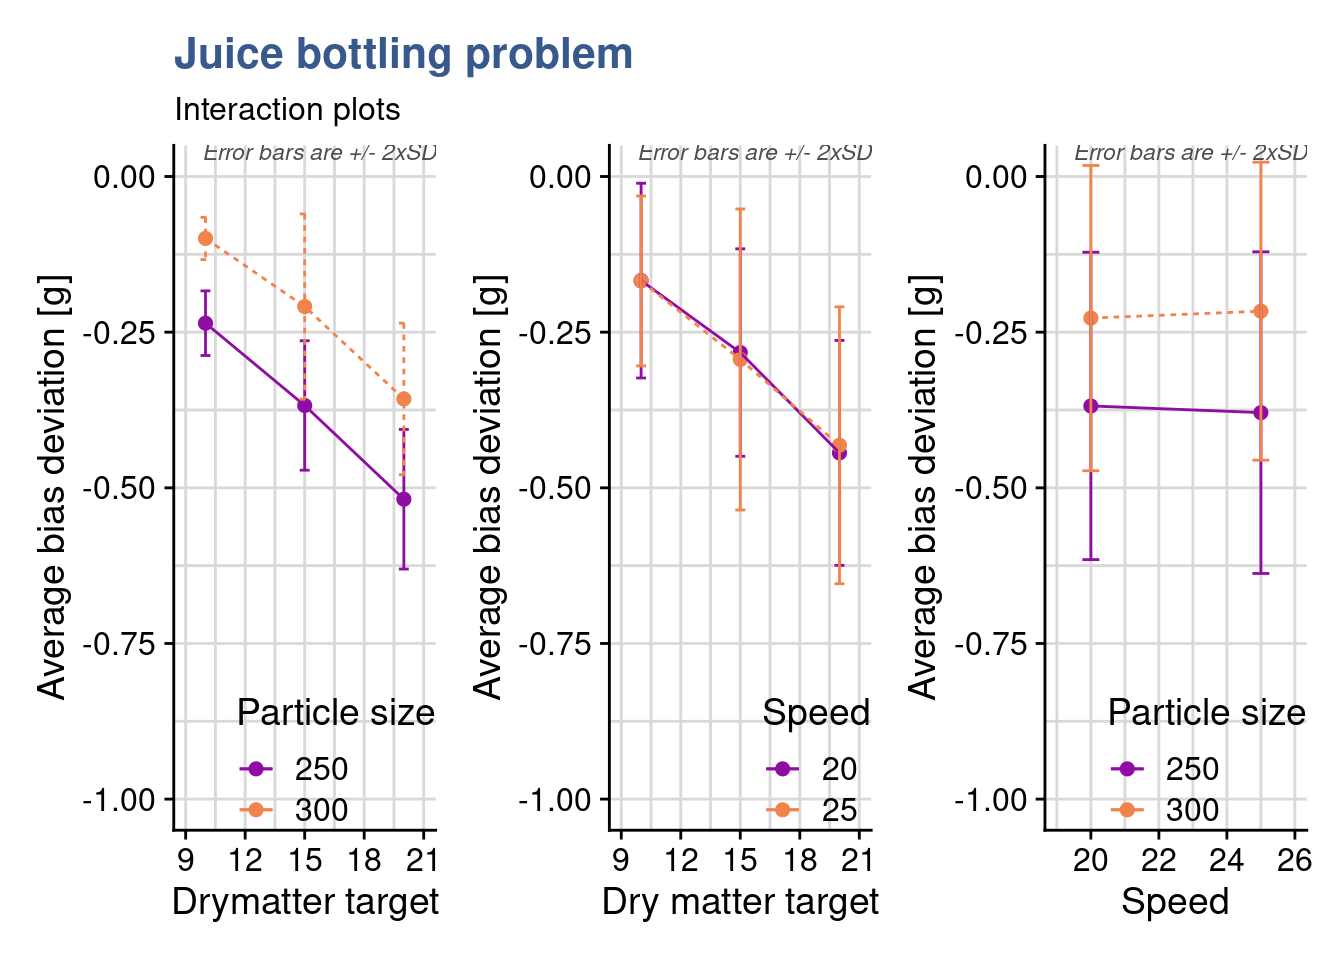 Juice bottling problem
Interaction plots
Error bars are +/- 2xSD
0.00
-0.25
-0.50
-0.75
-1.00
Average bias deviation [g]
Particle size
250
300
9 12 15 18 21
Drymatter target
Error bars are +/- 2xSD
0.00
-0.25
-0.50
-0.75
-1.00
Average bias deviation [g]
Speed
20
25
9 12 15 18 21
Dry matter target
Error bars are +/- 2xSD
0.00
-0.25
-0.50
-0.75
-1.00
Average bias deviation [g]
Particle size
250
300
20 22 24 26
Speed